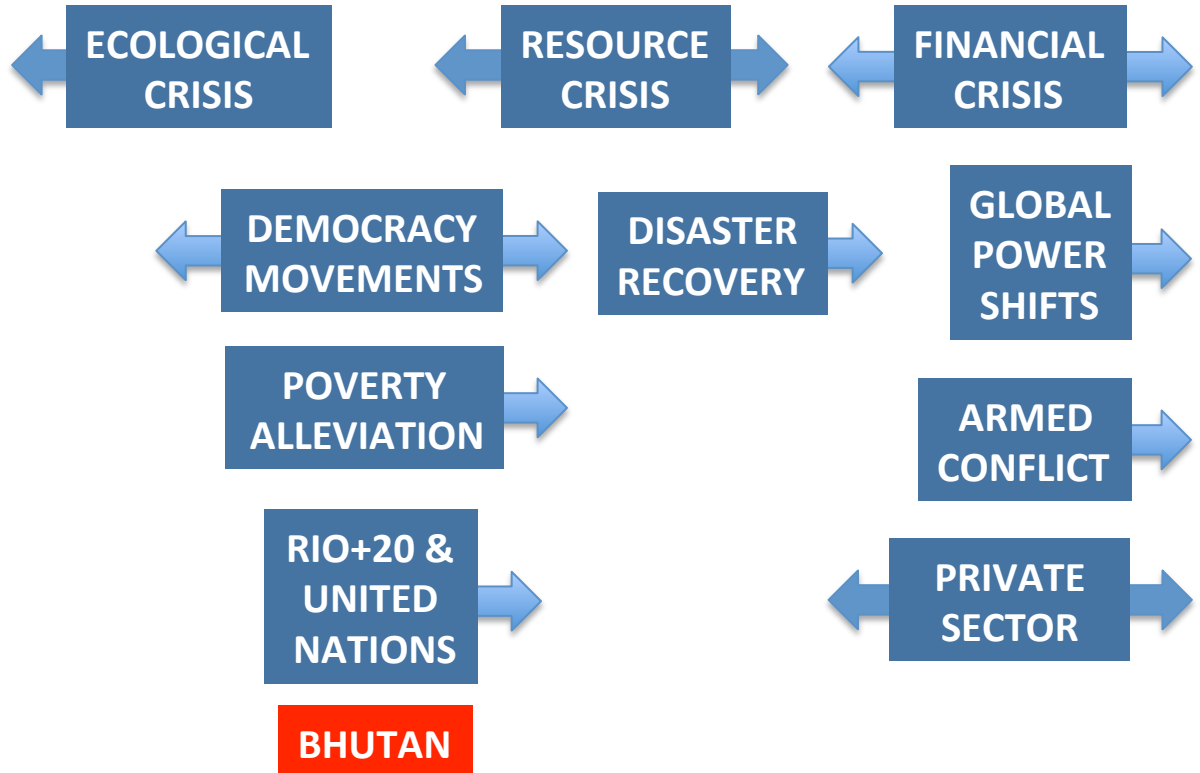 ECOLOGICAL
CRISIS
RESOURCE
CRISIS
FINANCIAL
CRISIS
DEMOCRACY
MOVEMENTS
DISASTER
RECOVERY
GLOBAL
POWER
SHIFTS
POVERTY
ALLEVIATION
ARMED
CONFLICT
RIO+20 &
UNITED
NATIONS
PRIVATE
SECTOR
BHUTAN